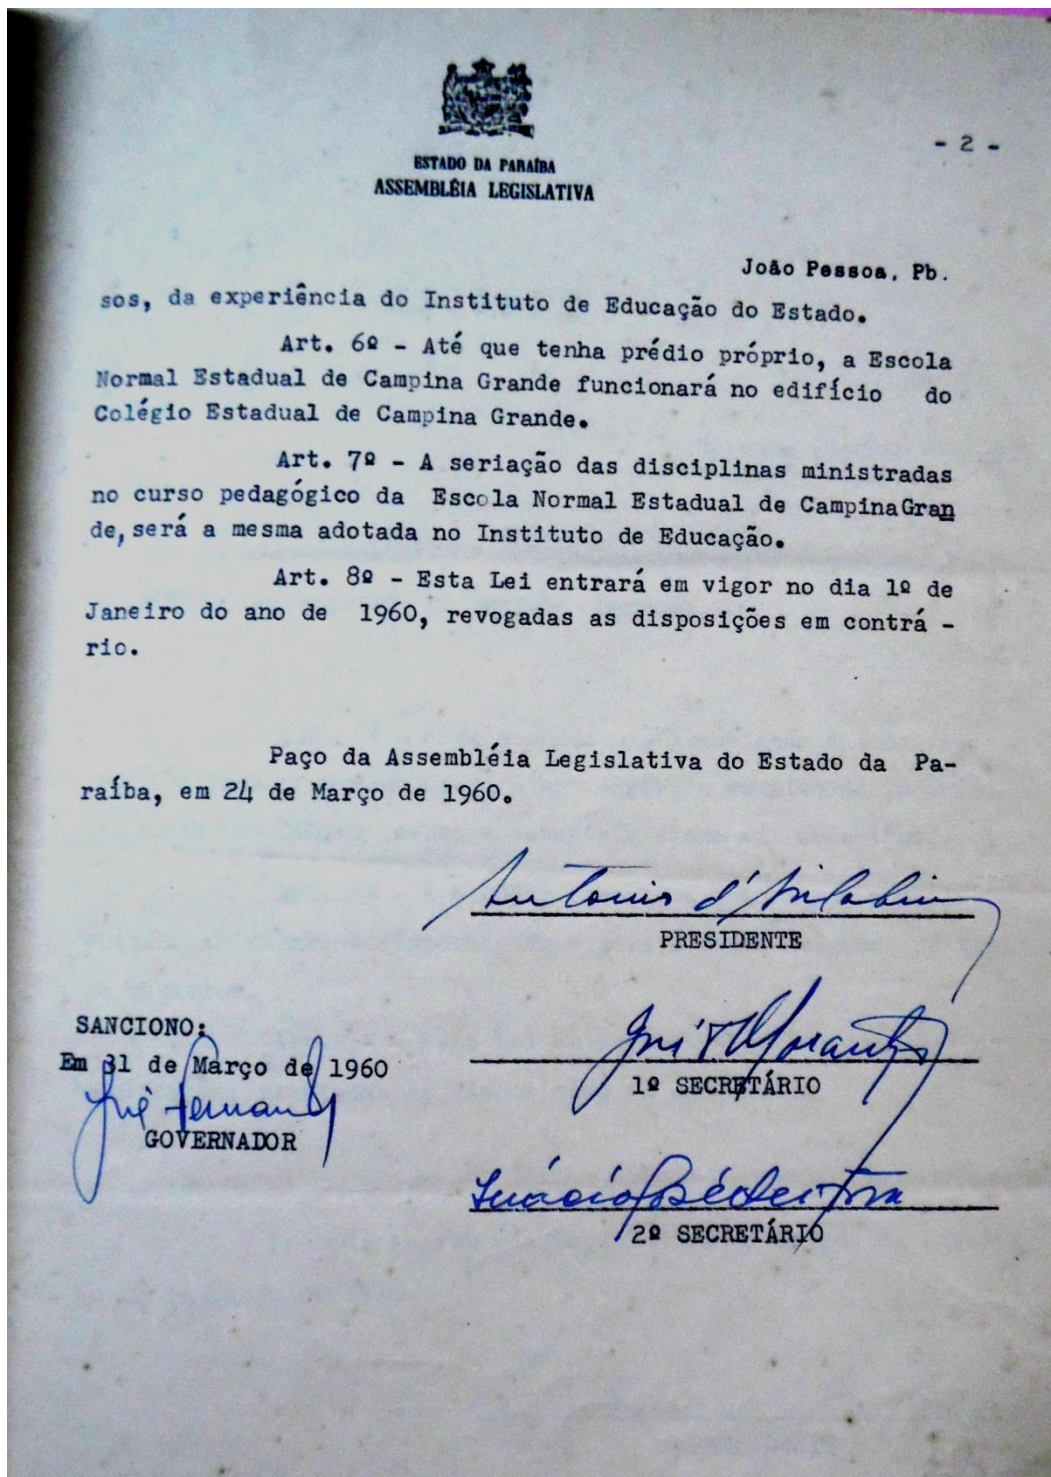 - 2 -
ESTADO DA PARAÍBA
ASSEMBLÉIA LEGISLATIVA
João Pessoa, Pb.
sos, da experiência do Instituto de Educação do Estado.
Art. 6º - Até que tenha prédio próprio, a Escola
Normal Estadual de Campina Grande funcionará no edifício do
Colégio Estadual de Campina Grande.
Art. 7º - A seriação das disciplinas ministradas
no curso pedagógico da Escola Normal Estadual de Campina Gran
de, será a mesma adotada no Instituto de Educação.
Art. 8º - Esta Lei entrará em vigor no dia 1º de
Janeiro do ano de 1960, revogadas as disposições em contrá -
rio.
Paço da Assembléia Legislativa do Estado da Pa-
raíba, em 24 de Março de 1960.
Antonio d'
PRESIDENTE
SANCIONO:
Em 31 de Março de 1960
José Fernandes
GOVERNADOR
1º SECRETÁRIO
Inácio
2º SECRETÁRIO